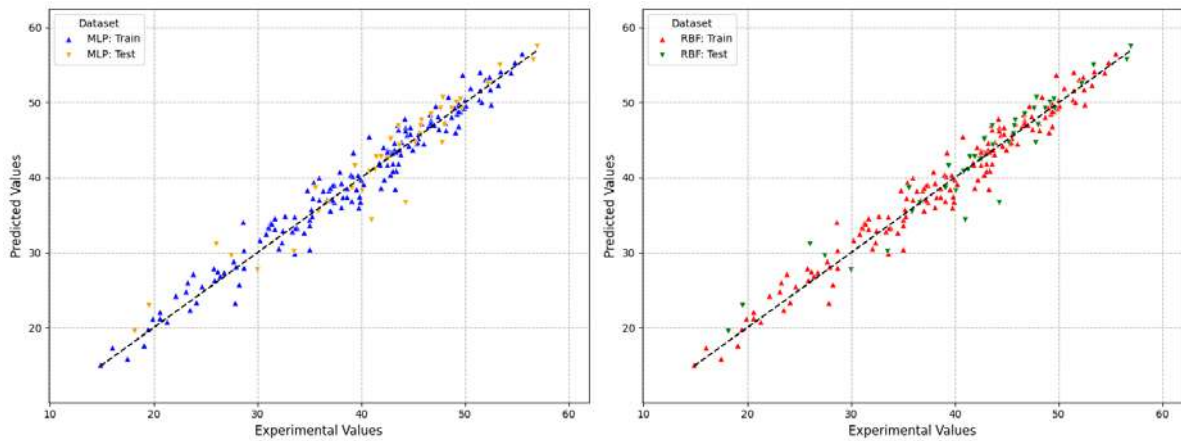 Dataset
MLP: Train
MLP: Test
60
50
40
30
20
Predicted Values
10
20
30
40
50
60
Experimental Values
Dataset
RBF: Train
RBF: Test
60
50
40
30
20
Predicted Values
10
20
30
40
50
60
Experimental Values